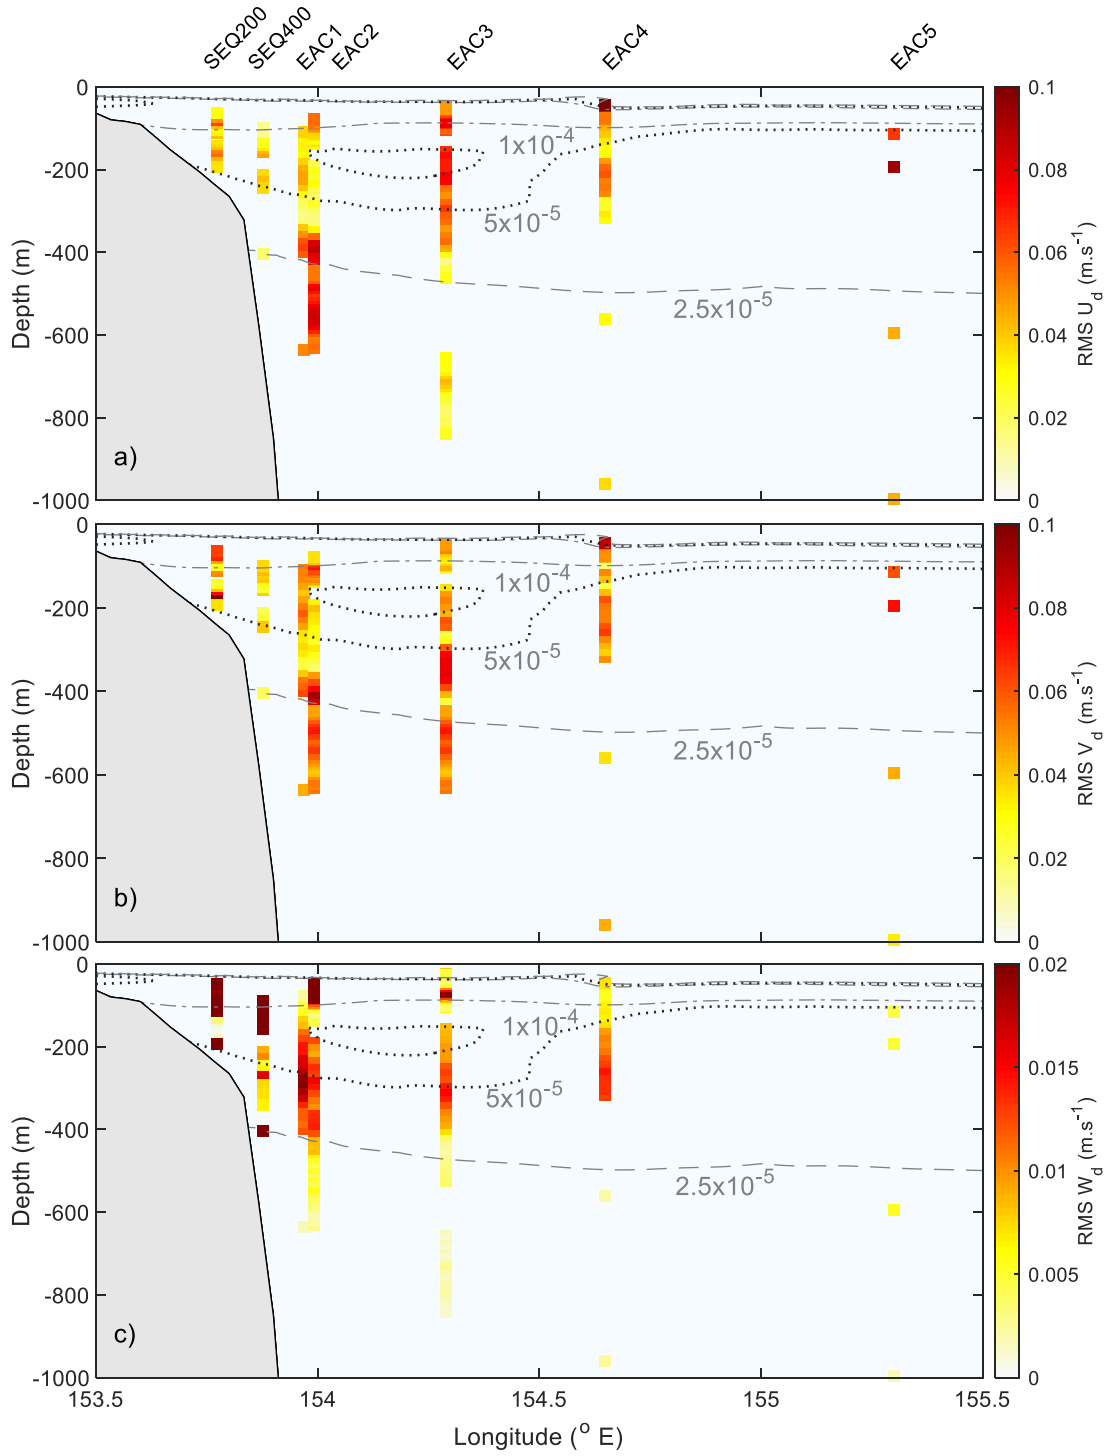 SEQ200 SEQ400 EAC1 EAC2 EAC3 EAC4 EAC5
0
-200
-400
-600
-800
-1000
Depth (m)
1x10-4
5x10-5
2.5x10-5
a)
0.1
0.08
0.06
0.04
0.02
0
RMS Ud (m.s-1)
0
-200
-400
-600
-800
-1000
Depth (m)
1x10-4
5x10-5
2.5x10-5
b)
0.1
0.08
0.06
0.04
0.02
0
RMS Vd (m.s-1)
0
-200
-400
-600
-800
-1000
Depth (m)
1x10-4
5x10-5
2.5x10-5
c)
0.02
0.015
0.01
0.005
0
RMS Wd (m.s-1)
153.5 154 154.5 155 155.5
Longitude (o E)